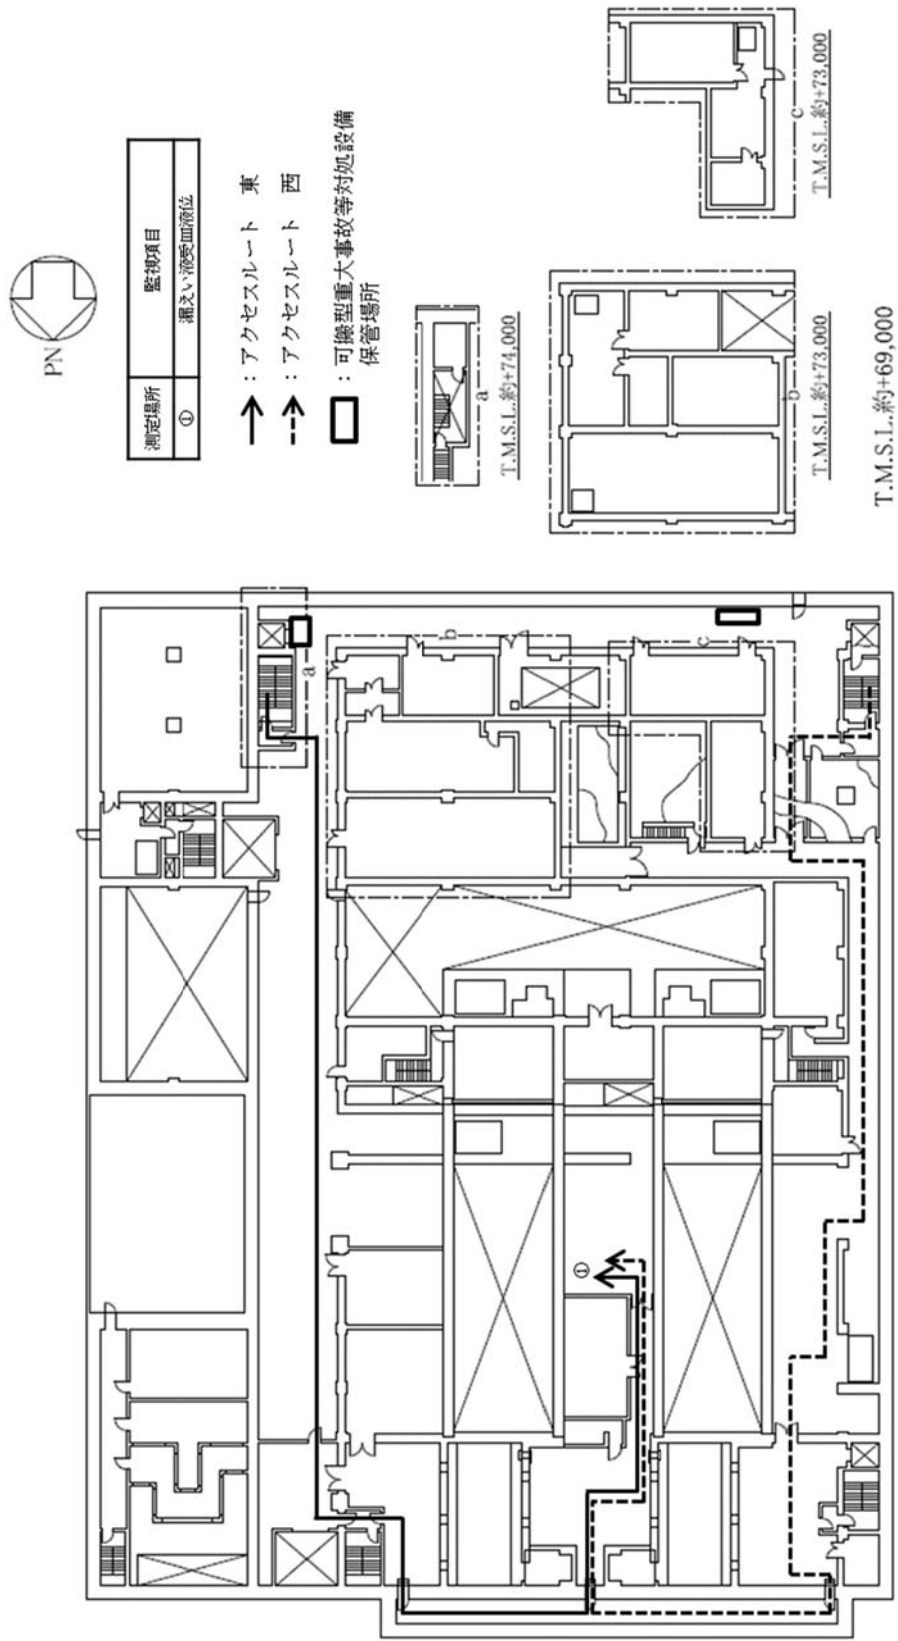 PN
測定場所 監視項目
① 漏えい液受皿液位
：アクセスルート 東
：アクセスルート 西
：可搬型重大事故等対処設備
保管場所
a
T.M.S.L.約+74,000
b
T.M.S.L.約+73,000
c
T.M.S.L.約+73,000
T.M.S.L.約+69,000
a
b
c
①